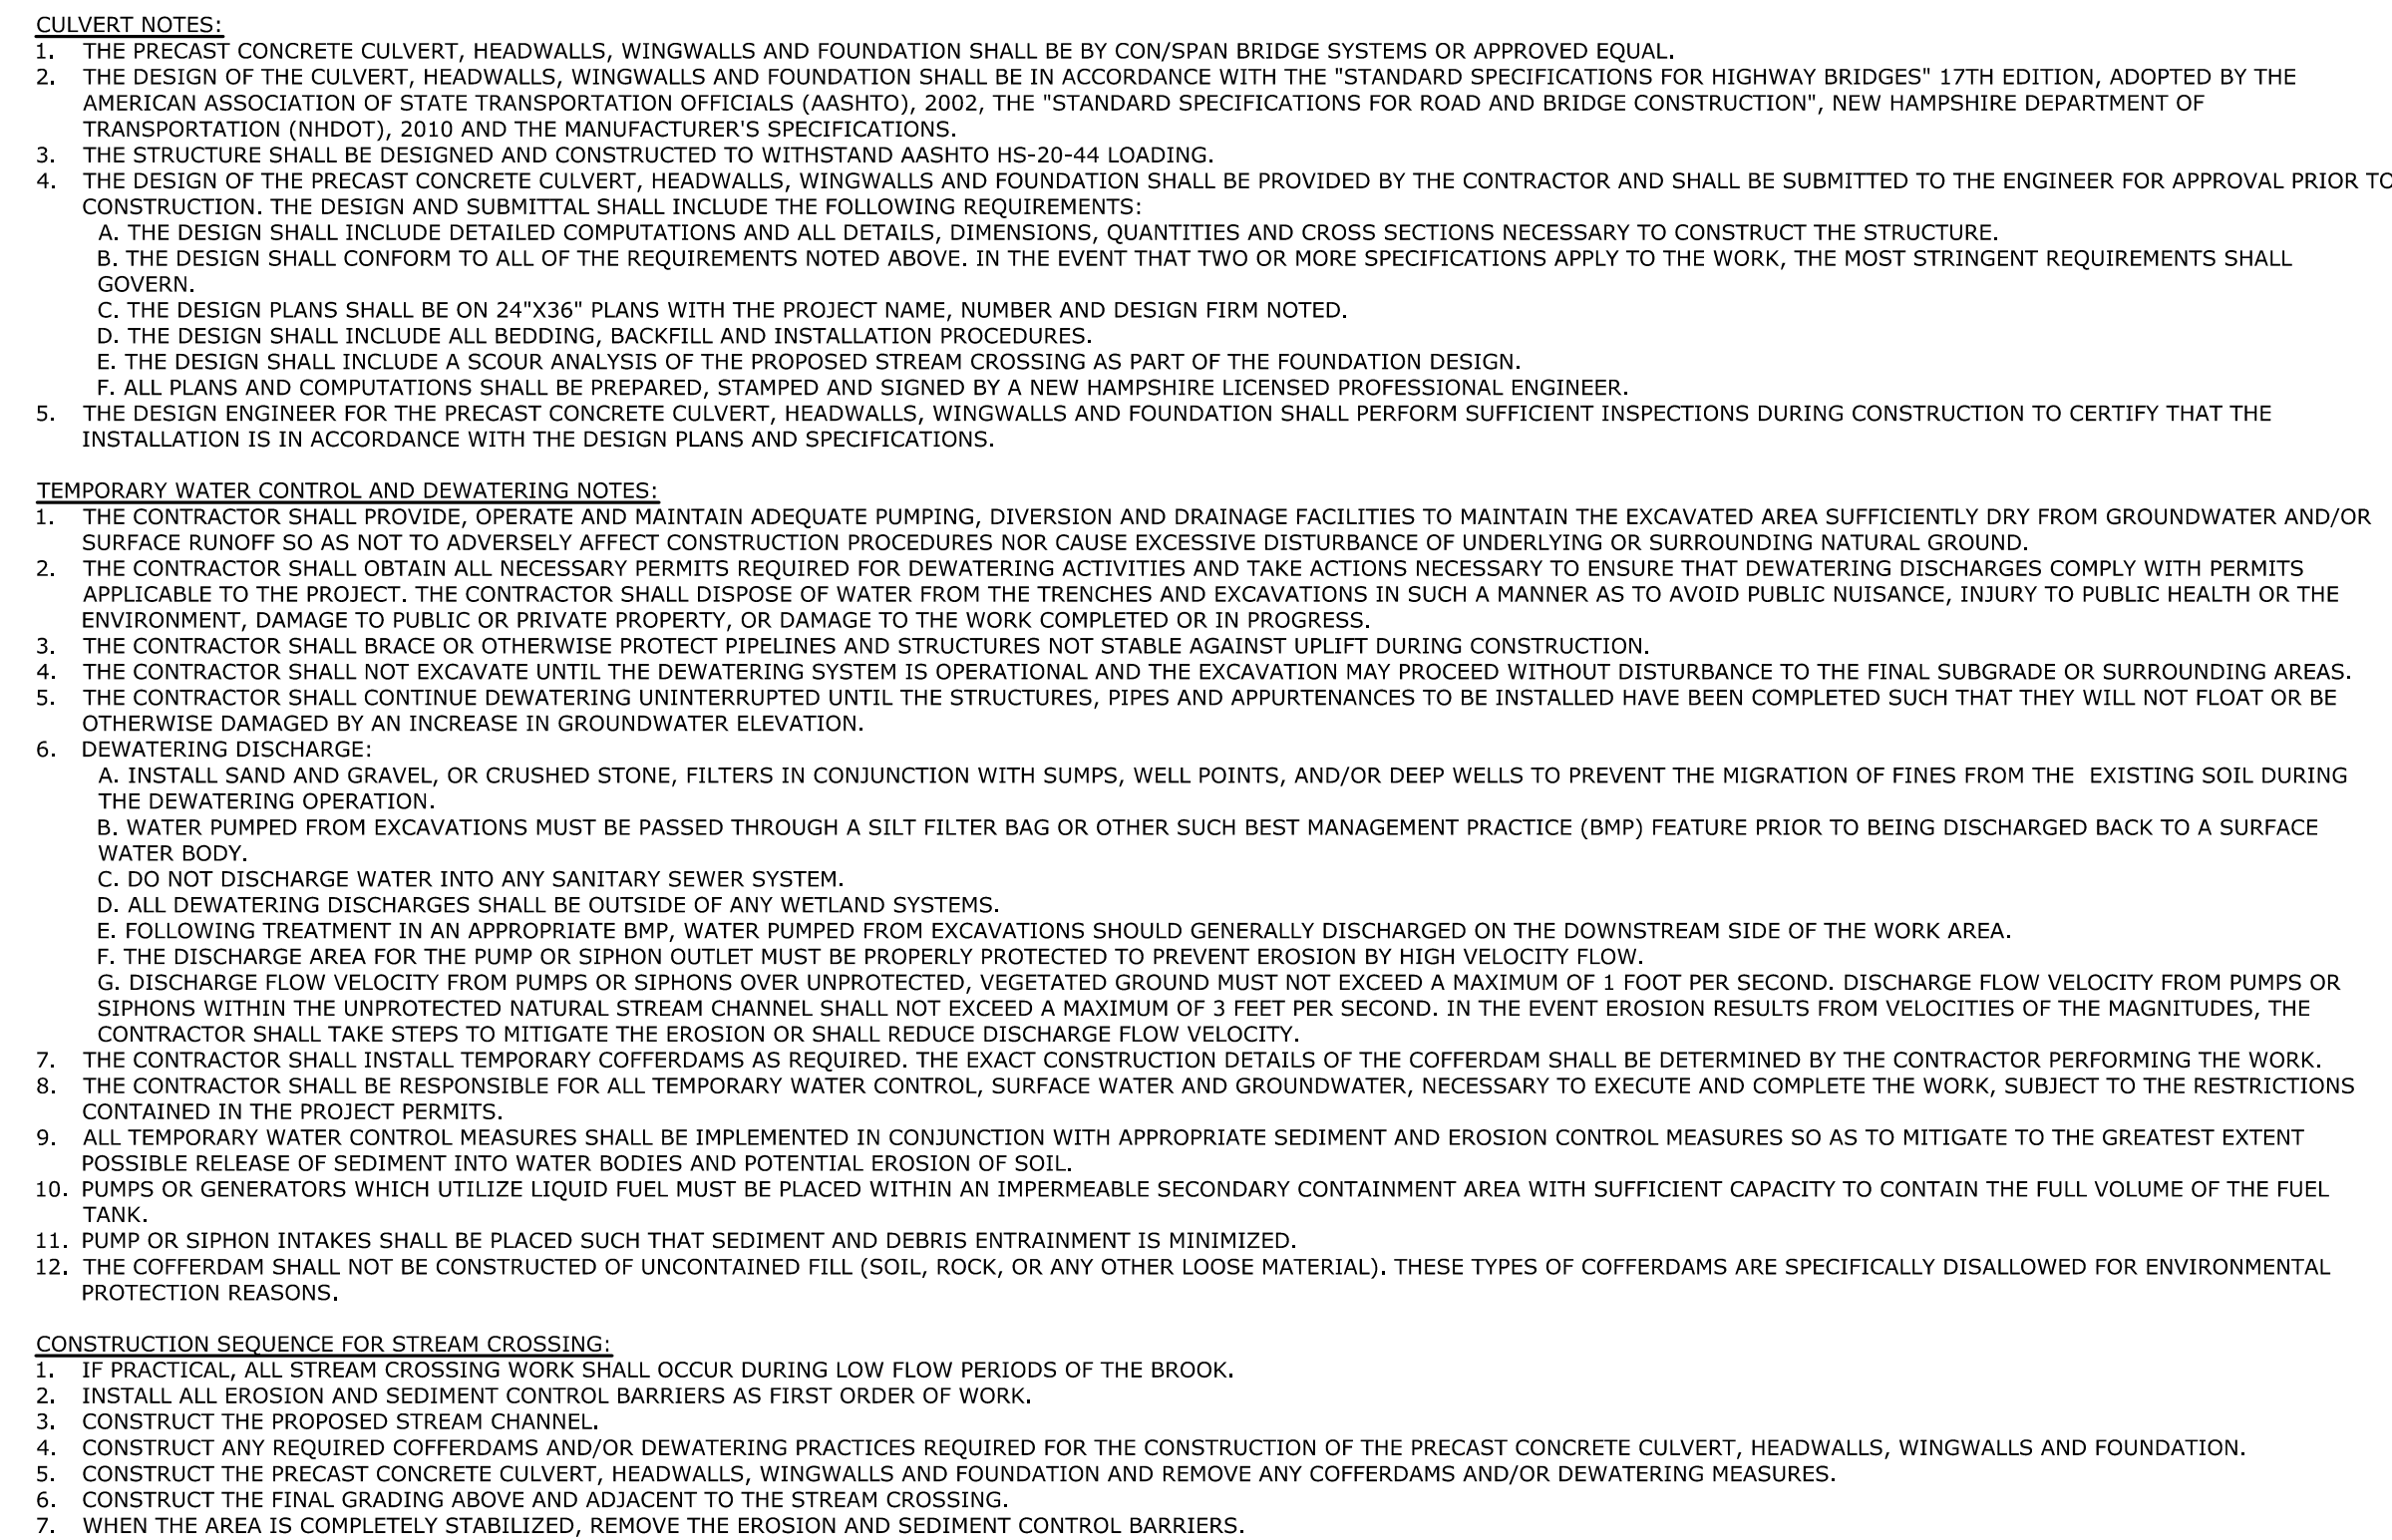 CULVERT NOTES:
1. THE PRECAST CONCRETE CULVERT, HEADWALLS, WINGWALLS AND FOUNDATION SHALL BE BY CON/SPAN BRIDGE SYSTEMS OR APPROVED EQUAL.
2. THE DESIGN OF THE CULVERT, HEADWALLS, WINGWALLS AND FOUNDATION SHALL BE IN ACCORDANCE WITH THE "STANDARD SPECIFICATIONS FOR HIGHWAY BRIDGES" 17TH EDITION, ADOPTED BY THE
AMERICAN ASSOCIATION OF STATE TRANSPORTATION OFFICIALS (AASHTO), 2002, THE "STANDARD SPECIFICATIONS FOR ROAD AND BRIDGE CONSTRUCTION", NEW HAMPSHIRE DEPARTMENT OF
TRANSPORTATION (NHDOT), 2010 AND THE MANUFACTURER'S SPECIFICATIONS.
3. THE STRUCTURE SHALL BE DESIGNED AND CONSTRUCTED TO WITHSTAND AASHTO HS-20-44 LOADING.
4. THE DESIGN OF THE PRECAST CONCRETE CULVERT, HEADWALLS, WINGWALLS AND FOUNDATION SHALL BE PROVIDED BY THE CONTRACTOR AND SHALL BE SUBMITTED TO THE ENGINEER FOR APPROVAL PRIOR TO
CONSTRUCTION. THE DESIGN AND SUBMITTAL SHALL INCLUDE THE FOLLOWING REQUIREMENTS:
A. THE DESIGN SHALL INCLUDE DETAILED COMPUTATIONS AND ALL DETAILS, DIMENSIONS, QUANTITIES AND CROSS SECTIONS NECESSARY TO CONSTRUCT THE STRUCTURE.
B. THE DESIGN SHALL CONFORM TO ALL OF THE REQUIREMENTS NOTED ABOVE. IN THE EVENT THAT TWO OR MORE SPECIFICATIONS APPLY TO THE WORK, THE MOST STRINGENT REQUIREMENTS SHALL
GOVERN.
C. THE DESIGN PLANS SHALL BE ON 24"X36" PLANS WITH THE PROJECT NAME, NUMBER AND DESIGN FIRM NOTED.
D. THE DESIGN SHALL INCLUDE ALL BEDDING, BACKFILL AND INSTALLATION PROCEDURES.
E. THE DESIGN SHALL INCLUDE A SCOUR ANALYSIS OF THE PROPOSED STREAM CROSSING AS PART OF THE FOUNDATION DESIGN.
F. ALL PLANS AND COMPUTATIONS SHALL BE PREPARED, STAMPED AND SIGNED BY A NEW HAMPSHIRE LICENSED PROFESSIONAL ENGINEER.
5. THE DESIGN ENGINEER FOR THE PRECAST CONCRETE CULVERT, HEADWALLS, WINGWALLS AND FOUNDATION SHALL PERFORM SUFFICIENT INSPECTIONS DURING CONSTRUCTION TO CERTIFY THAT THE
INSTALLATION IS IN ACCORDANCE WITH THE DESIGN PLANS AND SPECIFICATIONS.
TEMPORARY WATER CONTROL AND DEWATERING NOTES:
1. THE CONTRACTOR SHALL PROVIDE, OPERATE AND MAINTAIN ADEQUATE PUMPING, DIVERSION AND DRAINAGE FACILITIES TO MAINTAIN THE EXCAVATED AREA SUFFICIENTLY DRY FROM GROUNDWATER AND/OR
SURFACE RUNOFF SO AS NOT TO ADVERSELY AFFECT CONSTRUCTION PROCEDURES NOR CAUSE EXCESSIVE DISTURBANCE OF UNDERLYING OR SURROUNDING NATURAL GROUND.
2. THE CONTRACTOR SHALL OBTAIN ALL NECESSARY PERMITS REQUIRED FOR DEWATERING ACTIVITIES AND TAKE ACTIONS NECESSARY TO ENSURE THAT DEWATERING DISCHARGES COMPLY WITH PERMITS
APPLICABLE TO THE PROJECT. THE CONTRACTOR SHALL DISPOSE OF WATER FROM THE TRENCHES AND EXCAVATIONS IN SUCH A MANNER AS TO AVOID PUBLIC NUISANCE, INJURY TO PUBLIC HEALTH OR THE
ENVIRONMENT, DAMAGE TO PUBLIC OR PRIVATE PROPERTY, OR DAMAGE TO THE WORK COMPLETED OR IN PROGRESS.
3. THE CONTRACTOR SHALL BRACE OR OTHERWISE PROTECT PIPELINES AND STRUCTURES NOT STABLE AGAINST UPLIFT DURING CONSTRUCTION.
4. THE CONTRACTOR SHALL NOT EXCAVATE UNTIL THE DEWATERING SYSTEM IS OPERATIONAL AND THE EXCAVATION MAY PROCEED WITHOUT DISTURBANCE TO THE FINAL SUBGRADE OR SURROUNDING AREAS.
5. THE CONTRACTOR SHALL CONTINUE DEWATERING UNINTERRUPTED UNTIL THE STRUCTURES, PIPES AND APPURTENANCES TO BE INSTALLED HAVE BEEN COMPLETED SUCH THAT THEY WILL NOT FLOAT OR BE
OTHERWISE DAMAGED BY AN INCREASE IN GROUNDWATER ELEVATION.
6. DEWATERING DISCHARGE:
A. INSTALL SAND AND GRAVEL, OR CRUSHED STONE, FILTERS IN CONJUNCTION WITH SUMPS, WELL POINTS, AND/OR DEEP WELLS TO PREVENT THE MIGRATION OF FINES FROM THE EXISTING SOIL DURING
THE DEWATERING OPERATION.
B. WATER PUMPED FROM EXCAVATIONS MUST BE PASSED THROUGH A SILT FILTER BAG OR OTHER SUCH BEST MANAGEMENT PRACTICE (BMP) FEATURE PRIOR TO BEING DISCHARGED BACK TO A SURFACE
WATER BODY.
C. DO NOT DISCHARGE WATER INTO ANY SANITARY SEWER SYSTEM.
D. ALL DEWATERING DISCHARGES SHALL BE OUTSIDE OF ANY WETLAND SYSTEMS.
E. FOLLOWING TREATMENT IN AN APPROPRIATE BMP, WATER PUMPED FROM EXCAVATIONS SHOULD GENERALLY DISCHARGED ON THE DOWNSTREAM SIDE OF THE WORK AREA.
F. THE DISCHARGE AREA FOR THE PUMP OR SIPHON OUTLET MUST BE PROPERLY PROTECTED TO PREVENT EROSION BY HIGH VELOCITY FLOW.
G. DISCHARGE FLOW VELOCITY FROM PUMPS OR SIPHONS OVER UNPROTECTED, VEGETATED GROUND MUST NOT EXCEED A MAXIMUM OF 1 FOOT PER SECOND. DISCHARGE FLOW VELOCITY FROM PUMPS OR
SIPHONS WITHIN THE UNPROTECTED NATURAL STREAM CHANNEL SHALL NOT EXCEED A MAXIMUM OF 3 FEET PER SECOND. IN THE EVENT EROSION RESULTS FROM VELOCITIES OF THE MAGNITUDES, THE
CONTRACTOR SHALL TAKE STEPS TO MITIGATE THE EROSION OR SHALL REDUCE DISCHARGE FLOW VELOCITY.
7. THE CONTRACTOR SHALL INSTALL TEMPORARY COFFERDAMS AS REQUIRED. THE EXACT CONSTRUCTION DETAILS OF THE COFFERDAM SHALL BE DETERMINED BY THE CONTRACTOR PERFORMING THE WORK.
8. THE CONTRACTOR SHALL BE RESPONSIBLE FOR ALL TEMPORARY WATER CONTROL, SURFACE WATER AND GROUNDWATER, NECESSARY TO EXECUTE AND COMPLETE THE WORK, SUBJECT TO THE RESTRICTIONS
CONTAINED IN THE PROJECT PERMITS.
9. ALL TEMPORARY WATER CONTROL MEASURES SHALL BE IMPLEMENTED IN CONJUNCTION WITH APPROPRIATE SEDIMENT AND EROSION CONTROL MEASURES SO AS TO MITIGATE TO THE GREATEST EXTENT
POSSIBLE RELEASE OF SEDIMENT INTO WATER BODIES AND POTENTIAL EROSION OF SOIL.
10. PUMPS OR GENERATORS WHICH UTILIZE LIQUID FUEL MUST BE PLACED WITHIN AN IMPERMEABLE SECONDARY CONTAINMENT AREA WITH SUFFICIENT CAPACITY TO CONTAIN THE FULL VOLUME OF THE FUEL
TANK.
11. PUMP OR SIPHON INTAKES SHALL BE PLACED SUCH THAT SEDIMENT AND DEBRIS ENTRAINMENT IS MINIMIZED.
12. THE COFFERDAM SHALL NOT BE CONSTRUCTED OF UNCONTAINED FILL (SOIL, ROCK, OR ANY OTHER LOOSE MATERIAL). THESE TYPES OF COFFERDAMS ARE SPECIFICALLY DISALLOWED FOR ENVIRONMENTAL
PROTECTION REASONS.
CONSTRUCTION SEQUENCE FOR STREAM CROSSING:
1. IF PRACTICAL, ALL STREAM CROSSING WORK SHALL OCCUR DURING LOW FLOW PERIODS OF THE BROOK.
2. INSTALL ALL EROSION AND SEDIMENT CONTROL BARRIERS AS FIRST ORDER OF WORK.
3. CONSTRUCT THE PROPOSED STREAM CHANNEL.
4. CONSTRUCT ANY REQUIRED COFFERDAMS AND/OR DEWATERING PRACTICES REQUIRED FOR THE CONSTRUCTION OF THE PRECAST CONCRETE CULVERT, HEADWALLS, WINGWALLS AND FOUNDATION.
5. CONSTRUCT THE PRECAST CONCRETE CULVERT, HEADWALLS, WINGWALLS AND FOUNDATION AND REMOVE ANY COFFERDAMS AND/OR DEWATERING MEASURES.
6. CONSTRUCT THE FINAL GRADING ABOVE AND ADJACENT TO THE STREAM CROSSING.
7. WHEN THE AREA IS COMPLETELY STABILIZED, REMOVE THE EROSION AND SEDIMENT CONTROL BARRIERS.